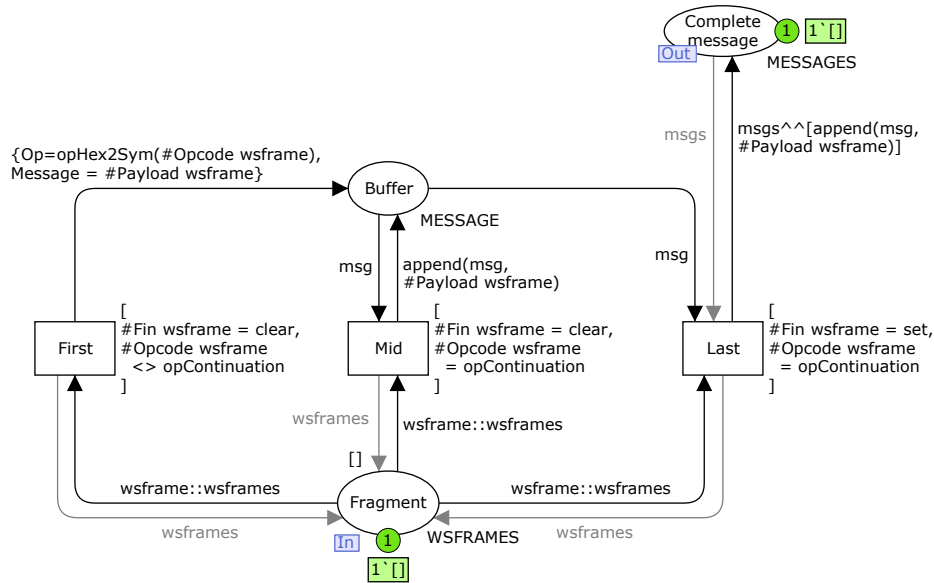 Complete
message
1
1`[]
Out
MESSAGES
msgs
msgs^^[append(msg,
#Payload wsframe)]
{Op=opHex2Sym(#Opcode wsframe),
Message = #Payload wsframe}
Buffer
MESSAGE
msg
append(msg,
#Payload wsframe)
msg
First
[
#Fin wsframe = clear,
#Opcode wsframe
<> opContinuation
]
Mid
[
#Fin wsframe = clear,
#Opcode wsframe
= opContinuation
]
Last
[
#Fin wsframe = set,
#Opcode wsframe
= opContinuation
]
wsframes
wsframe::wsframes
[]
wsframe::wsframes
wsframe::wsframes
Fragment
wsframes
wsframes
In
1
WSFRAMES
1`[]